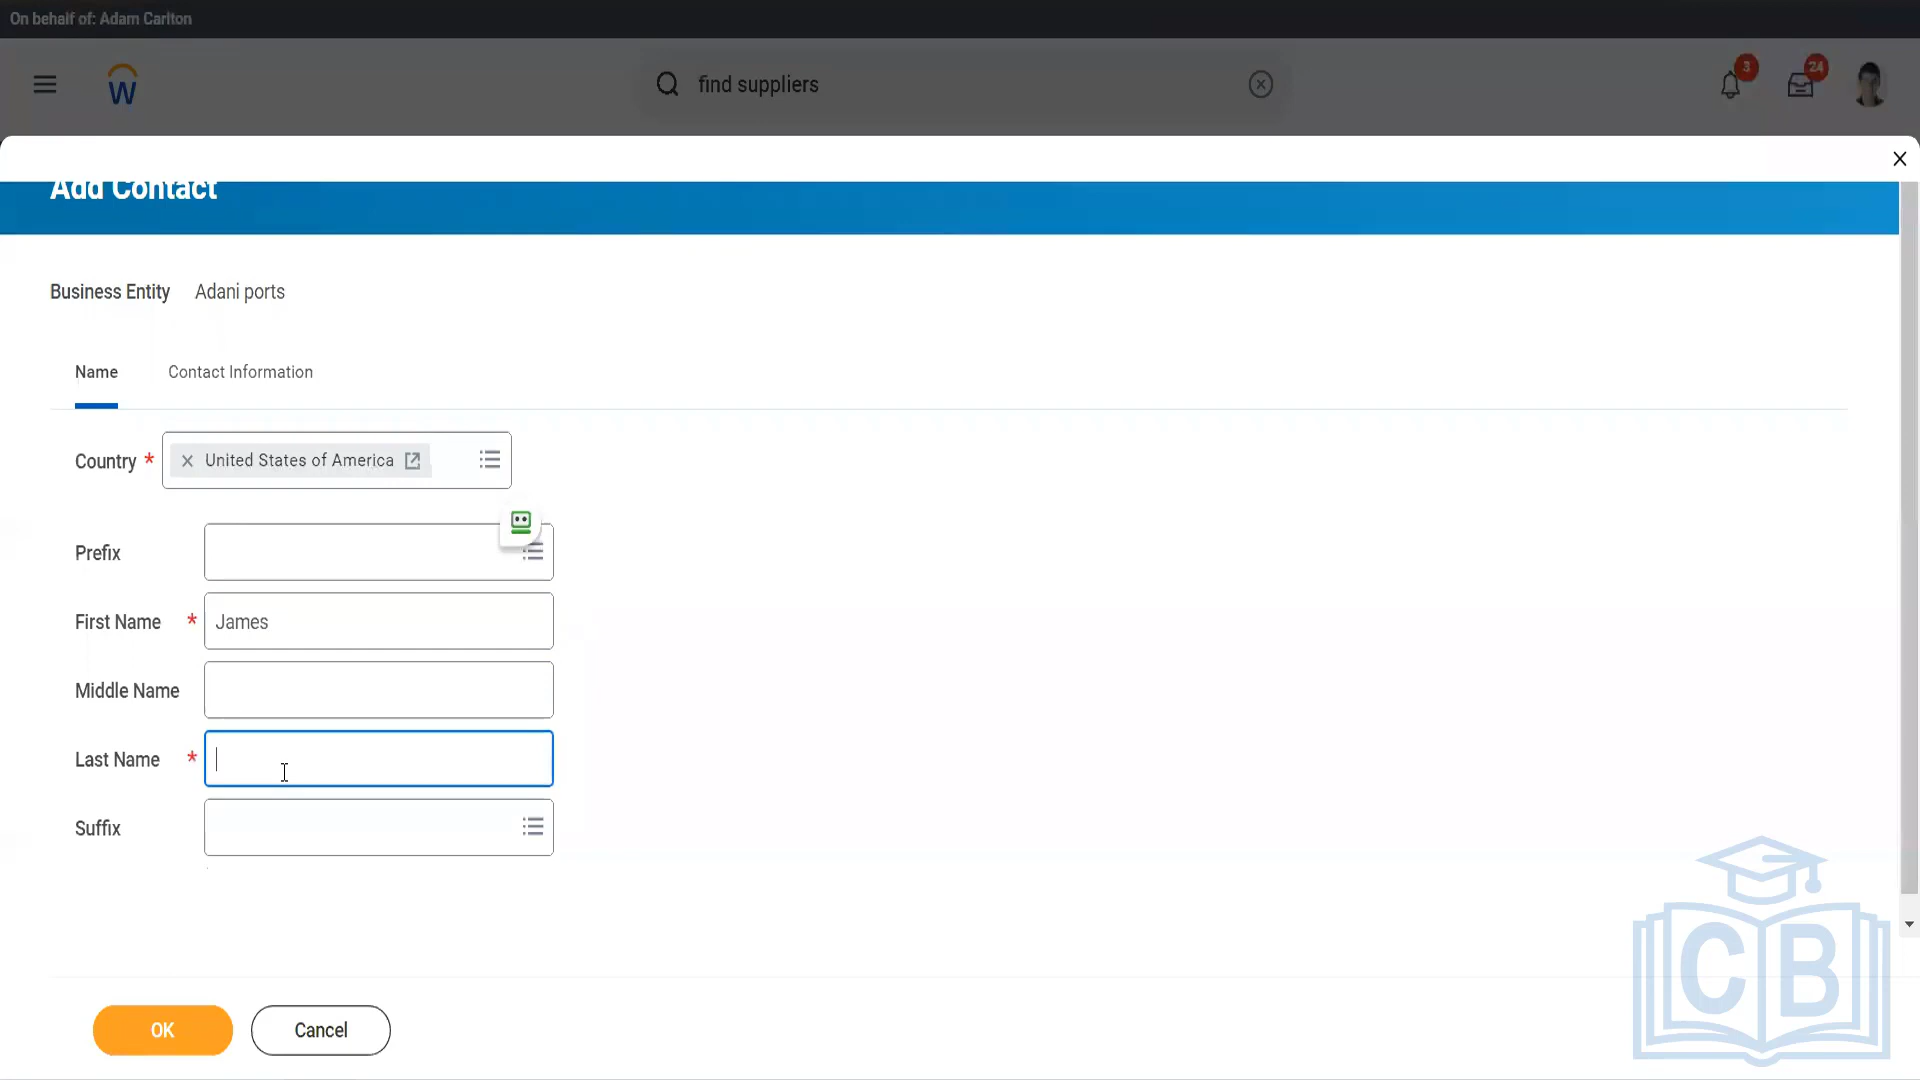 On behalf of: Adam Carlton
W
find suppliers
3
24
Add Contact
Business Entity Adani ports
Name Contact Information
Country * United States of America
Prefix
First Name * James
Middle Name
Last Name *
Suffix
OK Cancel
CB